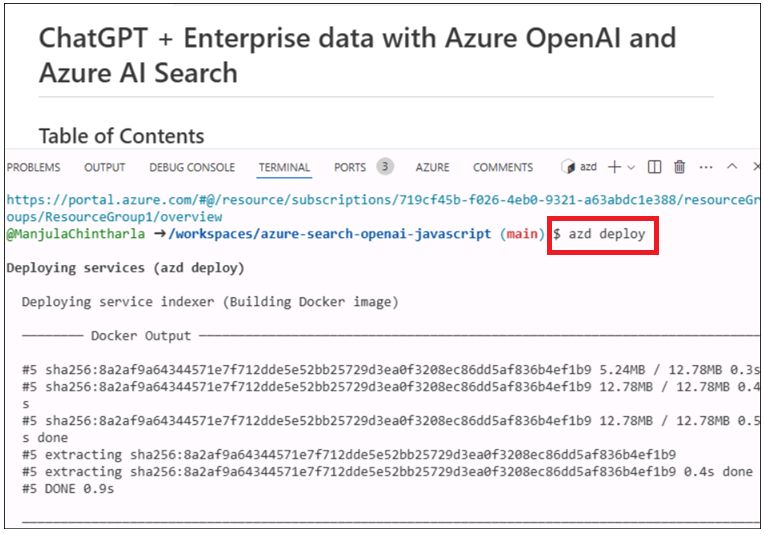 ChatGPT + Enterprise data with Azure OpenAI and
Azure AI Search
Table of Contents
PROBLEMS OUTPUT DEBUG CONSOLE TERMINAL PORTS 3 AZURE COMMENTS azd
https://portal.azure.com/#@/resource/subscriptions/719cf45b-f026-4eb0-9321-a63abdc1e388/resourceGr
oups/ResourceGroup1/overview
@ManjulaChintharla →/workspaces/azure-search-openai-javascript (main) $ azd deploy
Deploying services (azd deploy)
Deploying service indexer (Building Docker image)
Docker Output
#5 sha256:8a2af9a64344571e7f712dde5e52bb25729d3ea0f3208ec86dd5af836b4ef1b9 5.24MB / 12.78MB 0.3s
#5 sha256:8a2af9a64344571e7f712dde5e52bb25729d3ea0f3208ec86dd5af836b4ef1b9 12.78MB / 12.78MB 0.4
s
#5 sha256:8a2af9a64344571e7f712dde5e52bb25729d3ea0f3208ec86dd5af836b4ef1b9 12.78MB / 12.78MB 0.5
s done
#5 extracting sha256:8a2af9a64344571e7f712dde5e52bb25729d3ea0f3208ec86dd5af836b4ef1b9
#5 extracting sha256:8a2af9a64344571e7f712dde5e52bb25729d3ea0f3208ec86dd5af836b4ef1b9 0.4s done
#5 DONE 0.9s